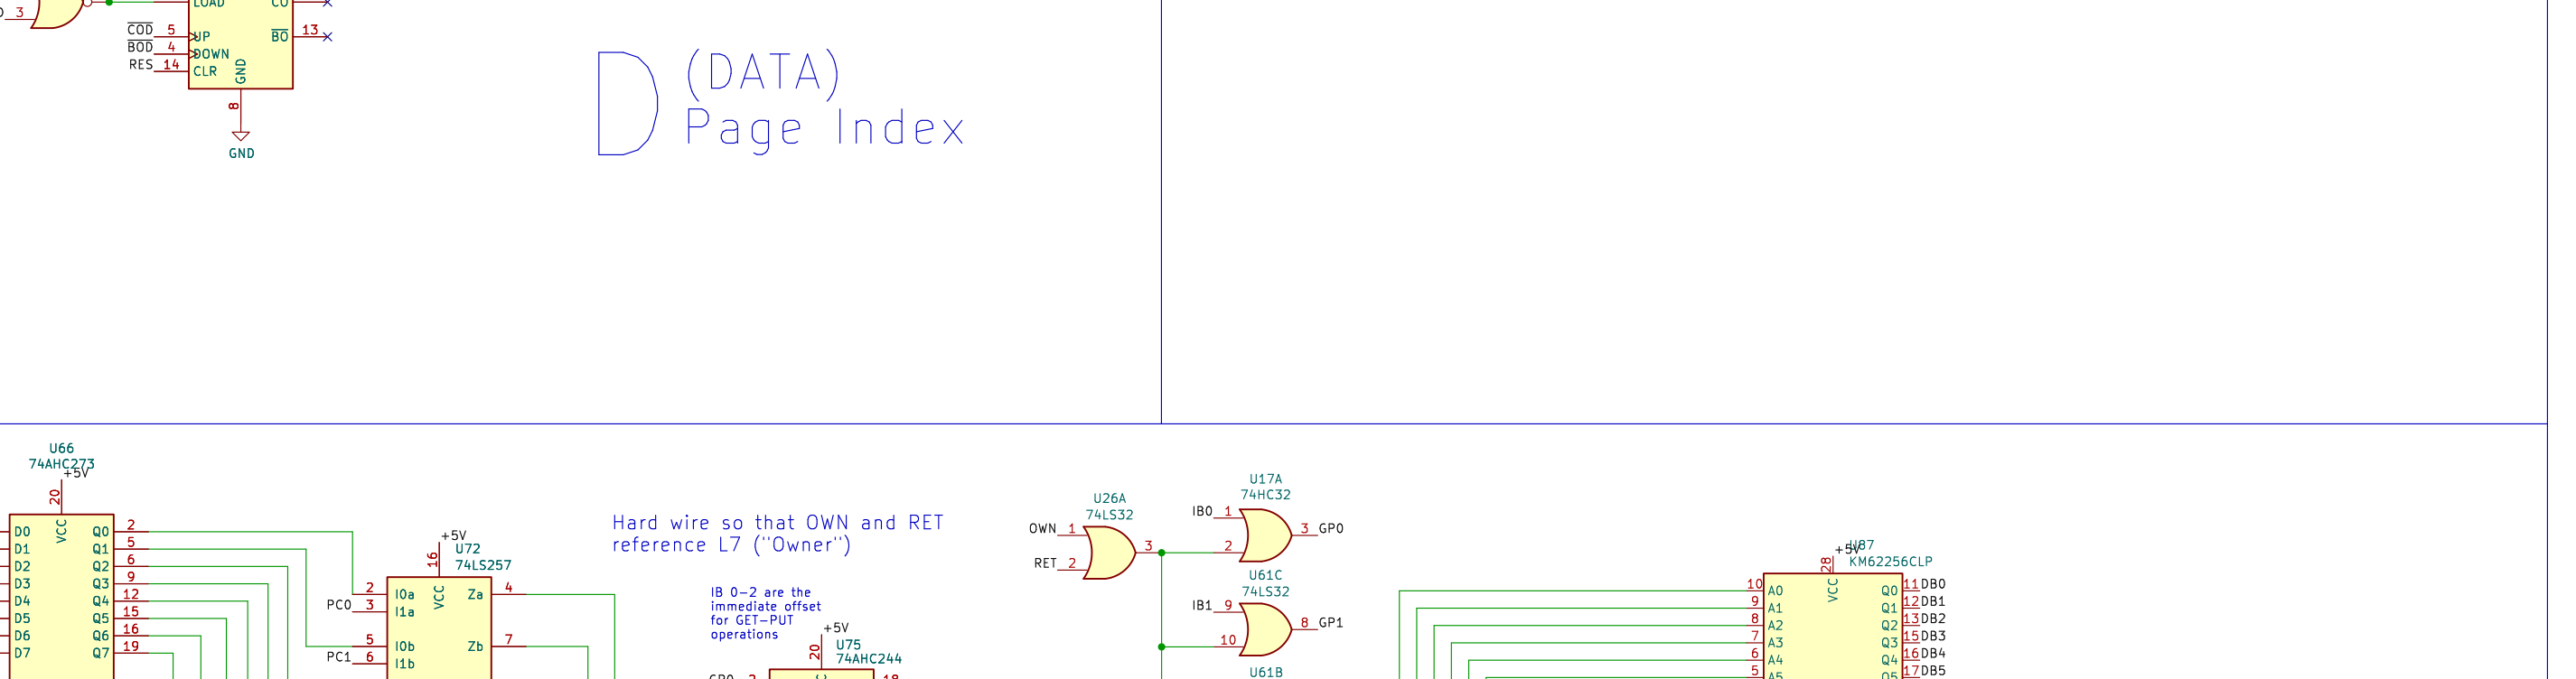 3
LOAD
CO
COD 5 UP
BO 13
BOD 4 DOWN
RES 14 CLR
GND
8
GND
D (DATA)
Page Index
U66
74AHC273
+5V
20
VCC
D0 Q0 2
D1 Q1 5
D2 Q2 6
D3 Q3 9
D4 Q4 12
D5 Q5 15
D6 Q6 16
D7 Q7 19
+5V
U72
74LS257
16
VCC
2 I0a Za 4
PC0 3 I1a
5 I0b Zb 7
PC1 6 I1b
Hard wire so that OWN and RET
reference L7 ("Owner")
IB 0-2 are the
immediate offset
for GET-PUT
operations
+5V
U75
74AHC244
20
18
U26A
74LS32
OWN 1
3
RET 2
U17A
74HC32
IB0 1
3 GP0
2
U61C
74LS32
IB1 9
8 GP1
10
U61B
+5V
U87
KM62256CLP
28
VCC
10 A0 Q0 11 DB0
9 A1 Q1 12 DB1
8 A2 Q2 13 DB2
7 A3 Q3 15 DB3
6 A4 Q4 16 DB4
5 A5 Q5 17 DB5